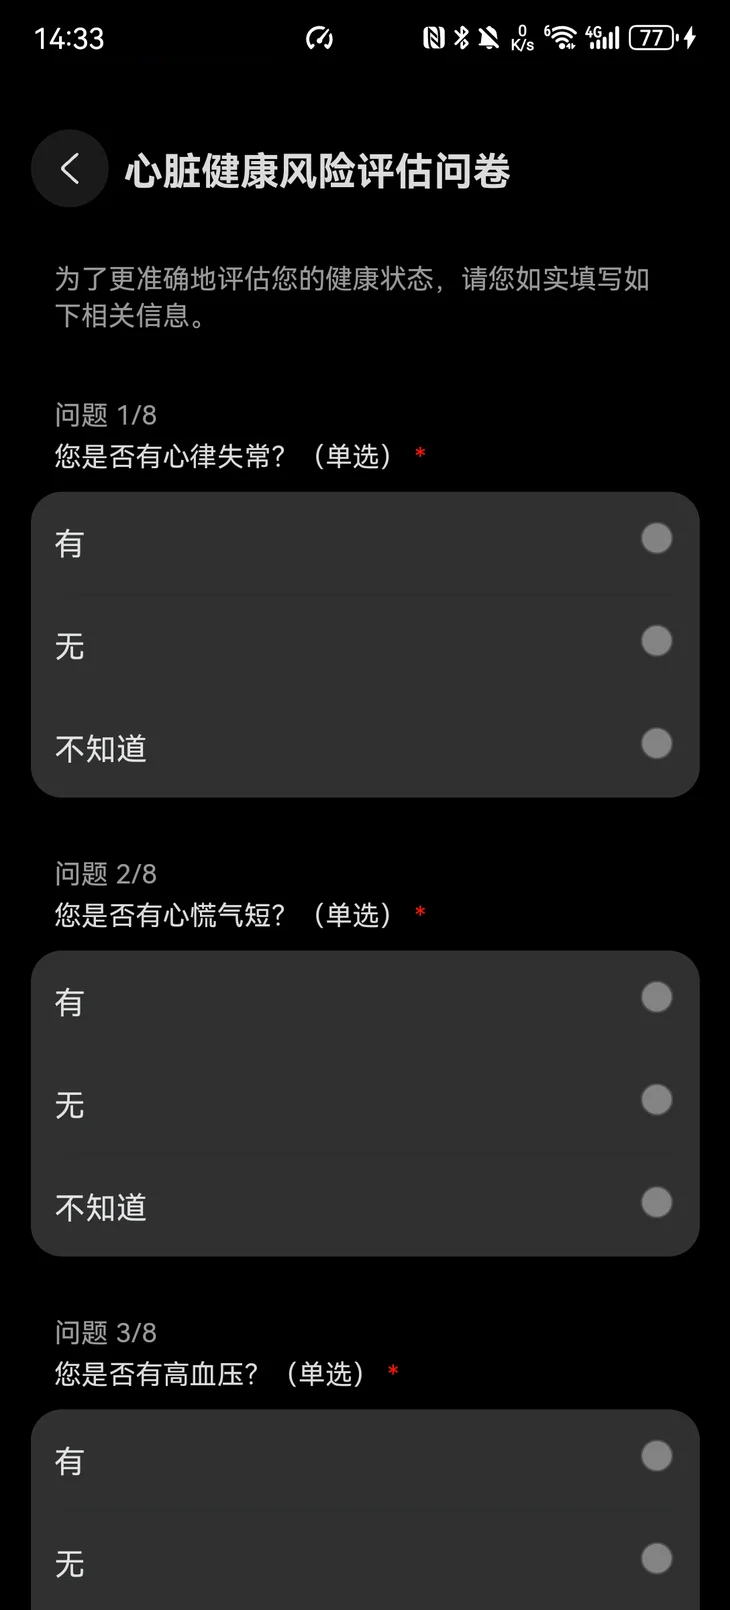 14:33
0
K/s
6
4G
77
心脏健康风险评估问卷
为了更准确地评估您的健康状态，请您如实填写如
下相关信息。
问题 1/8
您是否有心律失常？（单选） *
有
无
不知道
问题 2/8
您是否有心慌气短？（单选） *
有
无
不知道
问题 3/8
您是否有高血压？（单选） *
有
无